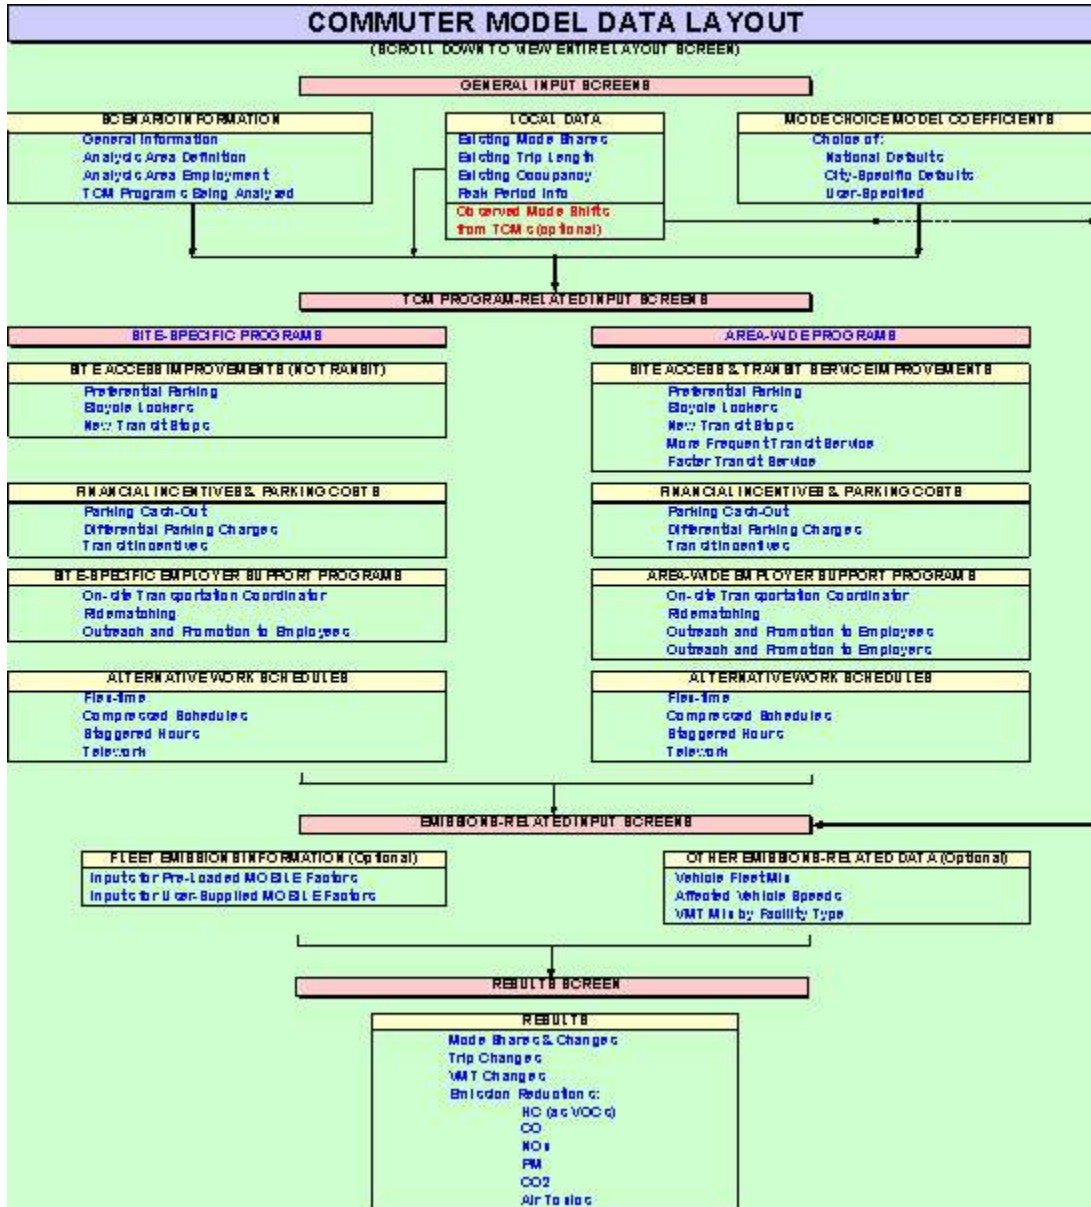 COMMUTER MODEL DATA LAYOUT
(SCROLL DOWN TO VIEW ENTIRE LAYOUT SCREEN)
GENERAL INPUT SCREENS
SCENARIO INFORMATION
General Information
Analysis Area Definition
Analysis Area Employment
TCM Programs Being Analyzed
LOCAL DATA
Existing Mode Shares
Existing Trip Length
Existing Occupancy
Peak Period Info
Observed Mode Shifts
from TCMs (optional)
MODE CHOICE MODEL COEFFICIENTS
Choice of:
National Defaults
City-Specific Defaults
User-Specified
TCM PROGRAM-RELATED INPUT SCREENS
SITE-SPECIFIC PROGRAMS
SITE ACCESS IMPROVEMENTS (NOT RANSIT)
Preferential Parking
Bicycle Lockers
New Transit Stops
FINANCIAL INCENTIVES & PARKING COSTS
Parking Cash-Out
Differential Parking Charges
Transit Incentives
SITE-SPECIFIC EMPLOYER SUPPORT PROGRAMS
On-site Transportation Coordinator
Ridematching
Outreach and Promotion to Employees
ALTERNATIVE WORK SCHEDULES
Flex-time
Compressed Schedules
Staggered Hours
Telework
AREA-WIDE PROGRAMS
SITE ACCESS & TRANSIT SERVICE IMPROVEMENTS
Preferential Parking
Bicycle Lockers
New Transit Stops
More Frequent Transit Service
Faster Transit Service
FINANCIAL INCENTIVES & PARKING COSTS
Parking Cash-Out
Differential Parking Charges
Transit Incentives
AREA-WIDE EMPLOYER SUPPORT PROGRAMS
On-site Transportation Coordinator
Ridematching
Outreach and Promotion to Employees
Outreach and Promotion to Employers
ALTERNATIVE WORK SCHEDULES
Flex-time
Compressed Schedules
Staggered Hours
Telework
EMISSIONS-RELATED INPUT SCREENS
FLEET EMISSIONS INFORMATION (Optional)
Inputs for Pre-Loaded MOBILE Factors
Inputs for User-Supplied MOBILE Factors
OTHER EMISSIONS-RELATED DATA (Optional)
Vehicle Fleet Mix
Affected Vehicle Speeds
VMT Mix by Facility Type
RESULTS SCREEN
RESULTS
Mode Shares & Changes
Trip Changes
VMT Changes
Emission Reductions:
HC (as VOCs)
CO
NOx
PM
CO2
Air Toxics